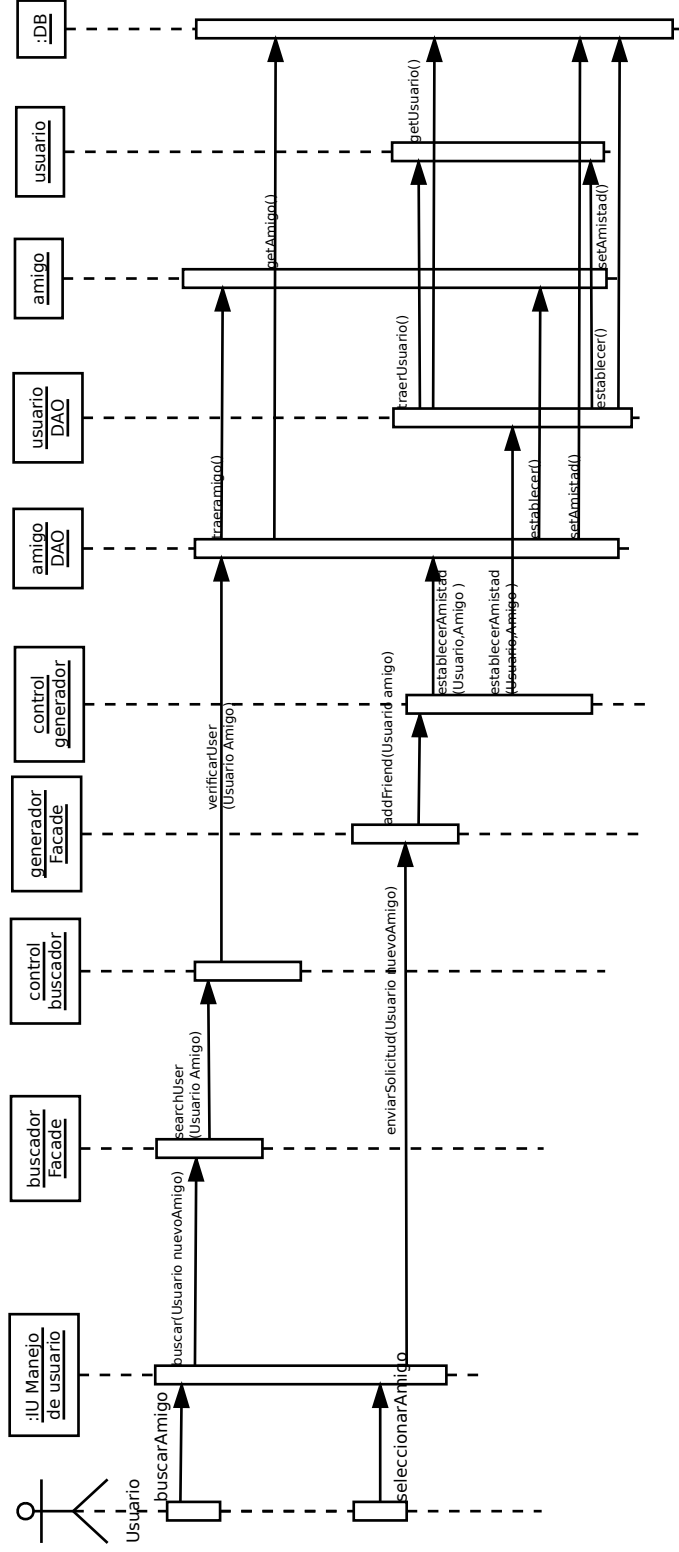 Usuario
:IU Manejo
de usuario
buscador
Facade
control
buscador
generador
Facade
control
generador
amigo
DAO
usuario
DAO
amigo
usuario
:DB
buscarAmigo
buscar(Usuario nuevoAmigo)
searchUser
(Usuario Amigo)
verificarUser
(Usuario Amigo)
traeramigo()
getAmigo()
seleccionarAmigo
enviarSolicitud(Usuario nuevoAmigo)
addFriend(Usuario amigo)
establecerAmistad
(Usuario,Amigo )
traerUsuario()
getUsuario()
establecerAmistad
(Usuario,Amigo )
establecer()
setAmistad()
establecer()
setAmistad()